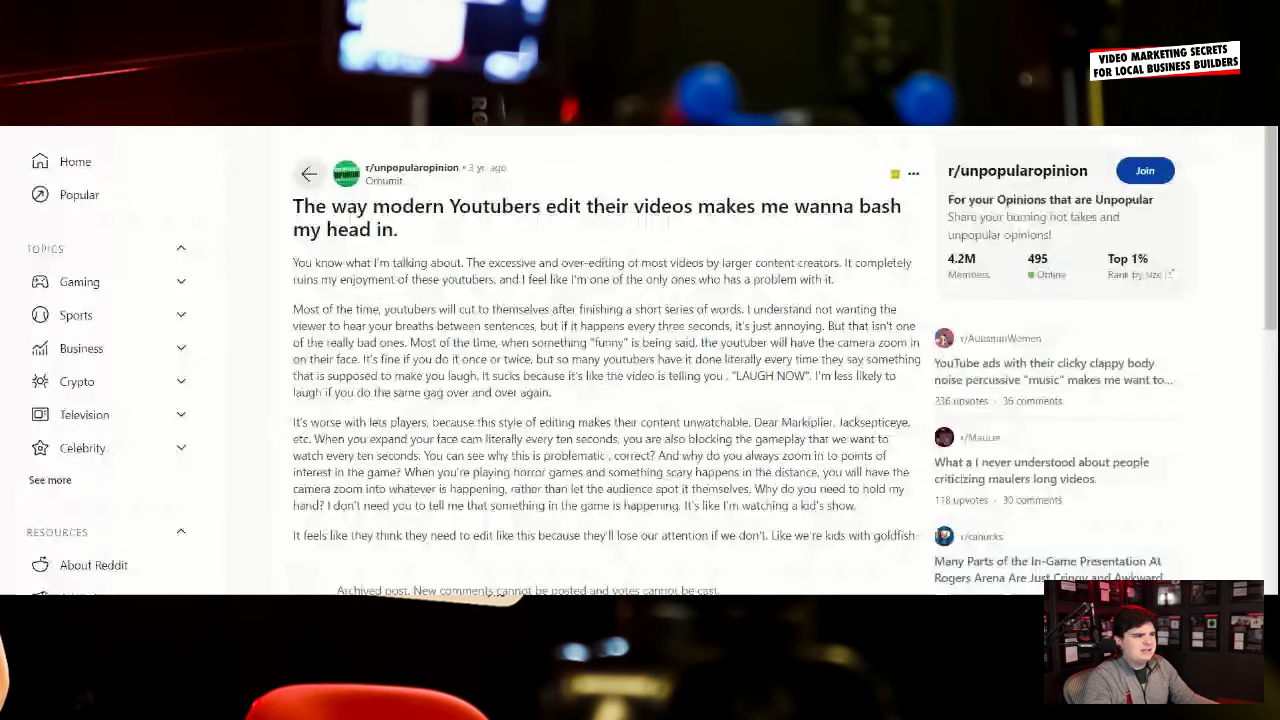 VIDEO MARKETING SECRETS
FOR LOCAL BUSINESS BUILDERS
Home
Popular
TOPICS
Gaming
Sports
Business
Crypto
Television
Celebrity
See more
RESOURCES
About Reddit
r/unpopularopinion • 3 yr. ago
Orhumit
The way modern Youtubers edit their videos makes me wanna bash
my head in.
You know what I'm talking about. The excessive and over-editing of most videos by larger content creators. It completely
ruins my enjoyment of these youtubers, and I feel like I'm one of the only ones who has a problem with it.
Most of the time, youtubers will cut to themselves after finishing a short series of words. I understand not wanting the
viewer to hear your breaths between sentences, but if it happens every three seconds, it's just annoying. But that isn't one
of the really bad ones. Most of the time, when something "funny" is being said, the youtuber will have the camera zoom in
on their face. It's fine if you do it once or twice, but so many youtubers have it done literally every time they say something
that is supposed to make you laugh. It sucks because it's like the video is telling you , "LAUGH NOW". I'm less likely to
laugh if you do the same gag over and over again.
It's worse with lets players, because this style of editing makes their content unwatchable. Dear Markiplier, Jacksepticeye,
etc. When you expand your face cam literally every ten seconds, you are also blocking the gameplay that we want to
watch every ten seconds. You can see why this is problematic , correct? And why do you always zoom in to points of
interest in the game? When you're playing horror games and something scary happens in the distance, you will have the
camera zoom into whatever is happening, rather than let the audience spot it themselves. Why do you need to hold my
hand? I don't need you to tell me that something in the game is happening. It's like I'm watching a kid's show.
It feels like they think they need to edit like this because they'll lose our attention if we don't. Like we're kids with goldfish-
Archived post. New comments cannot be posted and votes cannot be cast.
r/unpopularopinion
Join
For your Opinions that are Unpopular
Share your burning hot takes and
unpopular opinions!
4.2M
495
Top 1%
Members
Online
Rank by size
YouTube ads with their clicky clappy body
noise percussive "music" makes me want to...
236 upvotes · 36 comments
r/Mauler
What a I never understood about people
criticizing maulers long videos.
118 upvotes · 30 comments
r/canucks
Many Parts of the In-Game Presentation At
Rogers Arena Are Just Cringy and Awkward